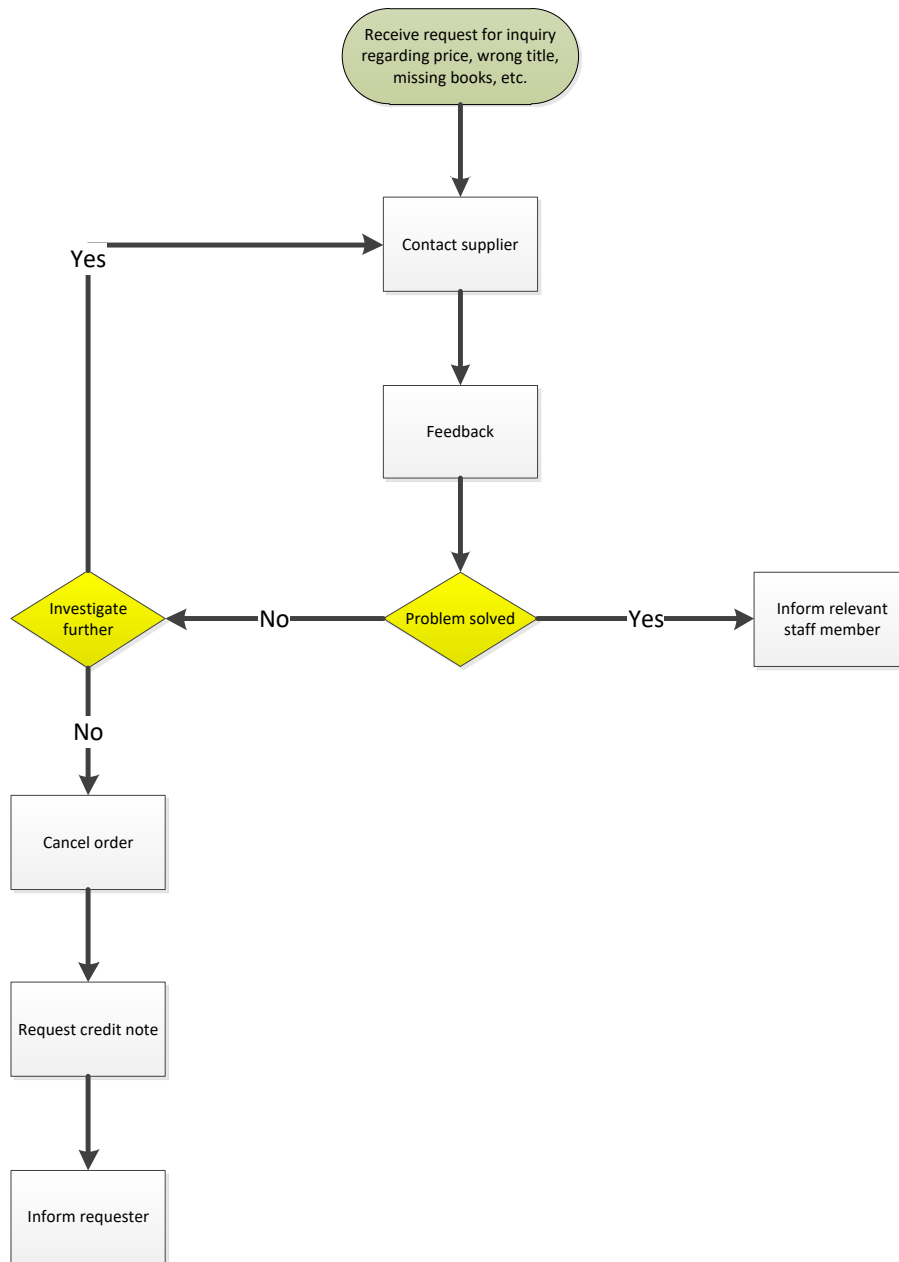 Receive request for inquiry
regarding price, wrong title,
missing books, etc.
Contact supplier
Yes
Feedback
Investigate
further
No
Problem solved
Yes
Inform relevant
staff member
No
Cancel order
Request credit note
Inform requester